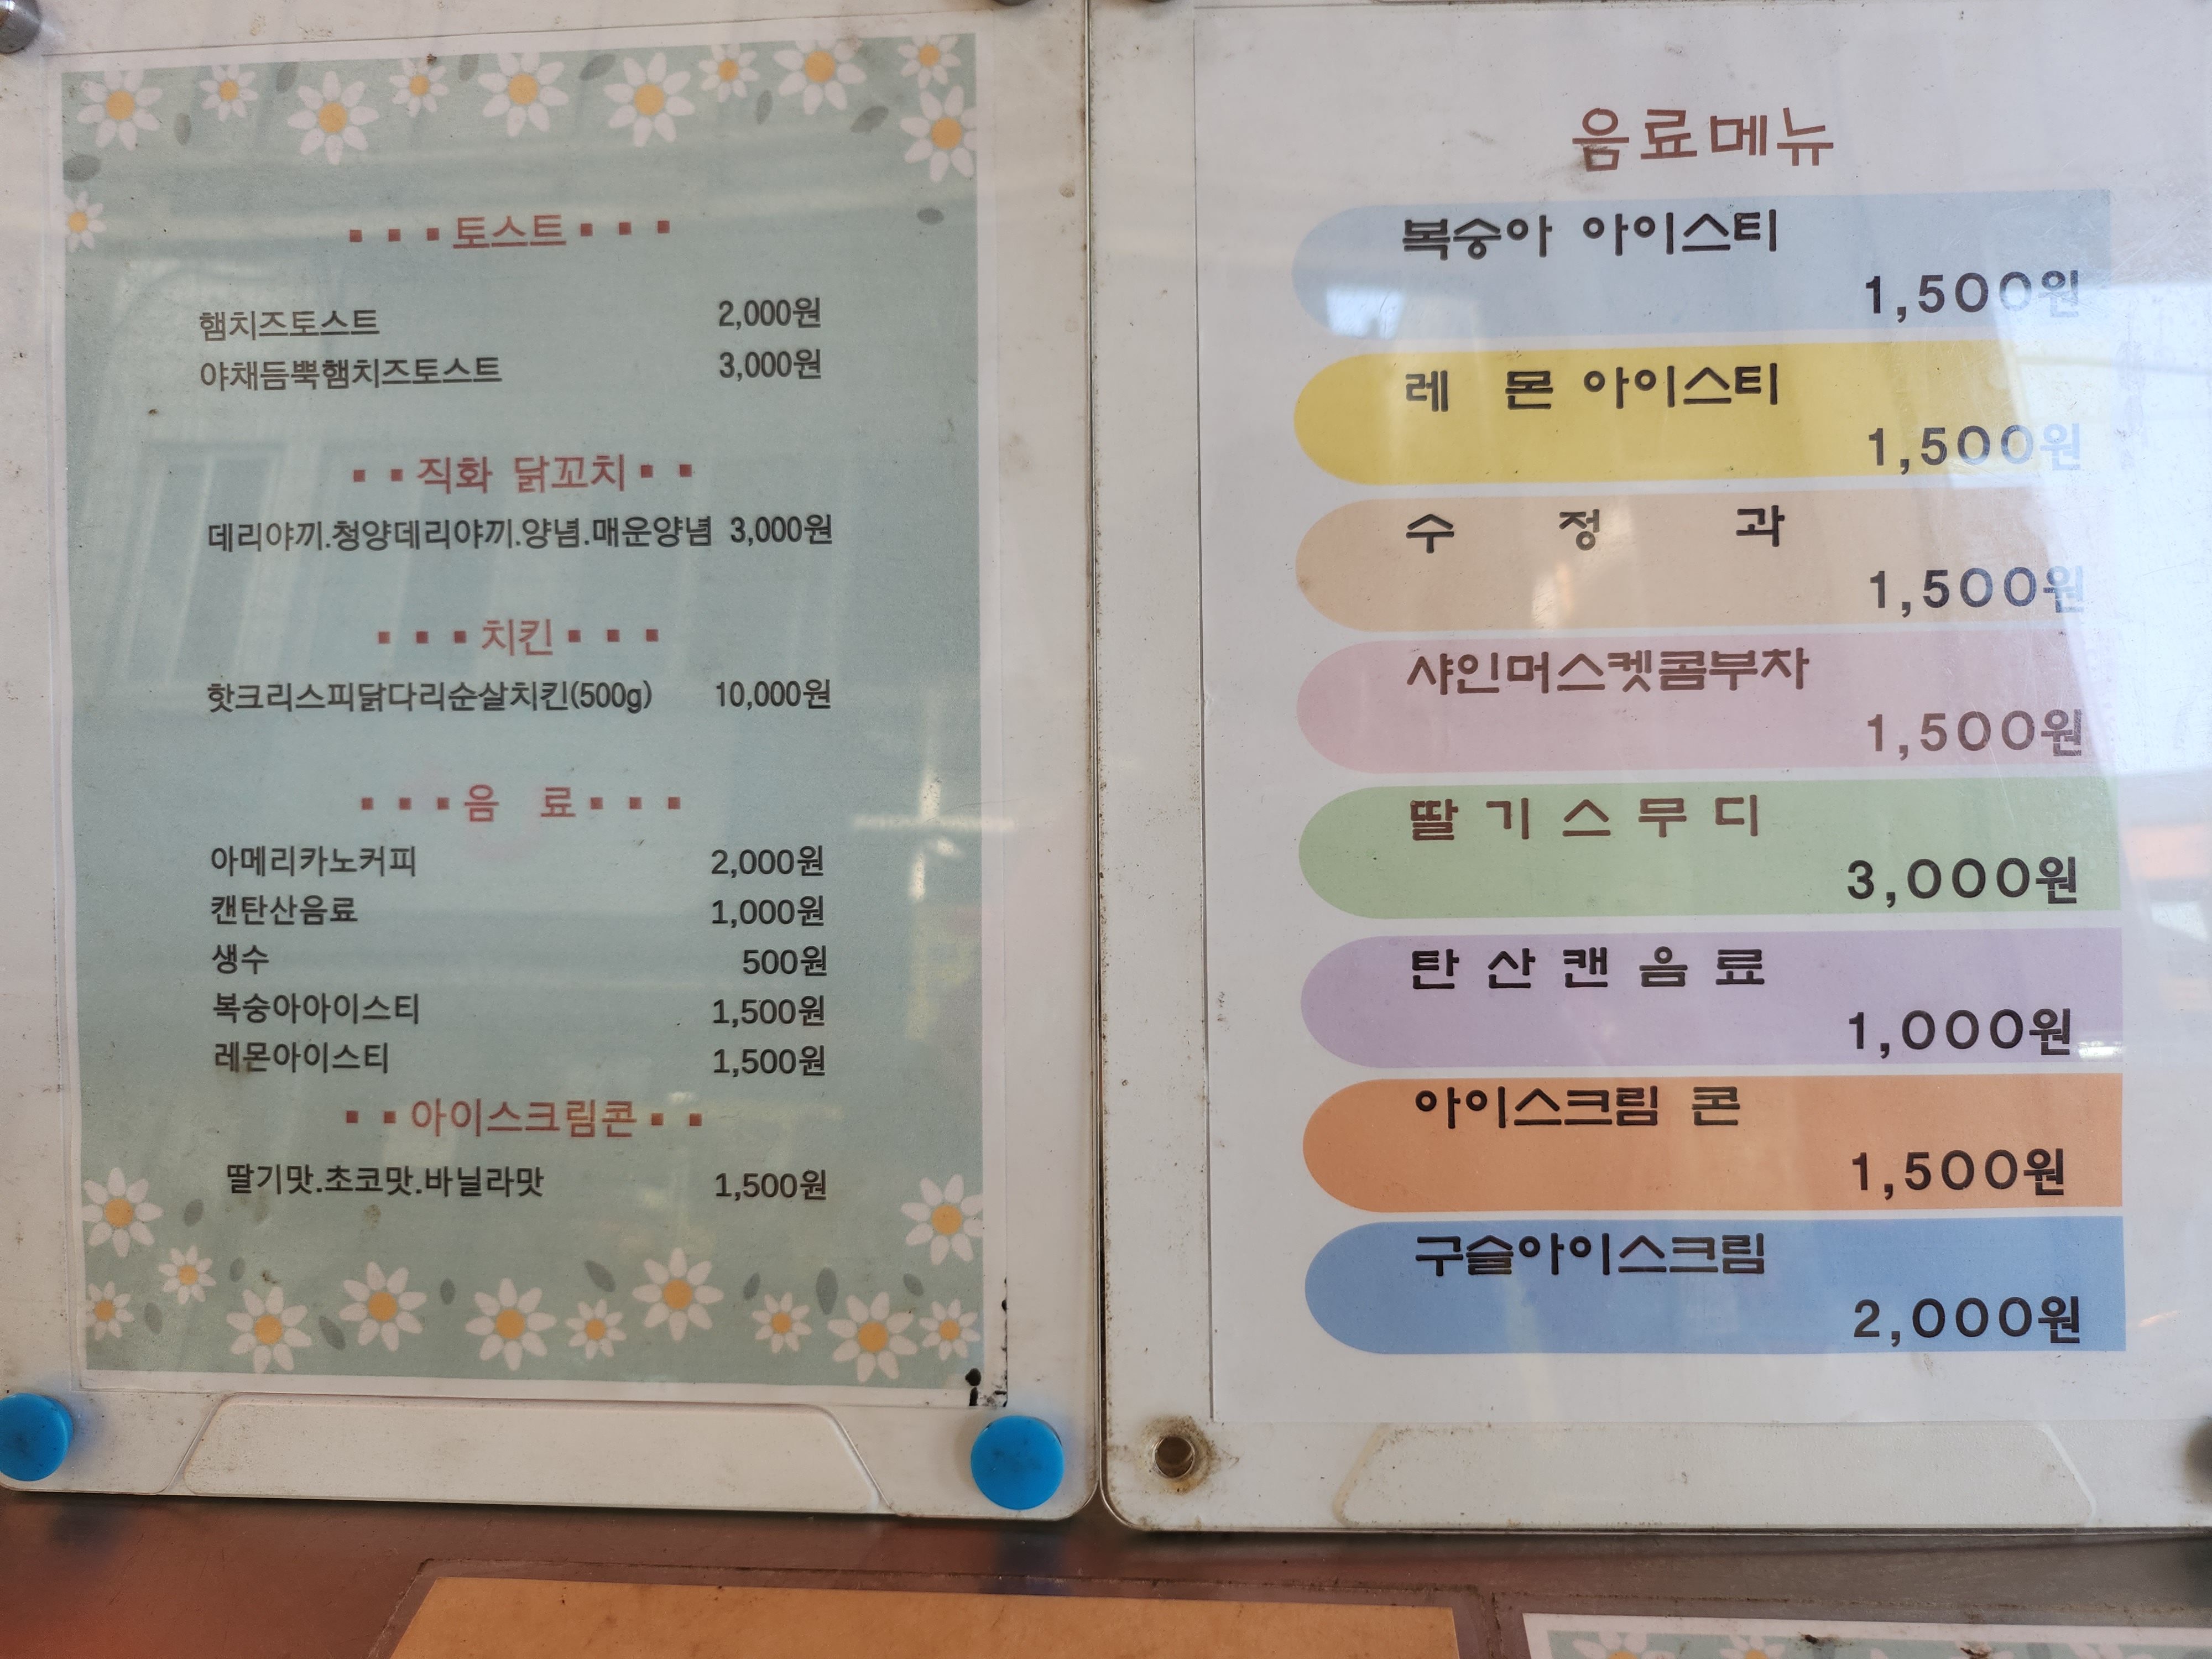 토스트
햄치즈토스트 2,000원
야채듬뿍햄치즈토스트 3,000원
직화 닭꼬치
데리야끼.청양데리야끼.양념.매운양념 3,000원
치킨
핫크리스피닭다리순살치킨(500g) 10,000원
음 료
아메리카노커피 2,000원
캔탄산음료 1,000원
생수 500원
복숭아아이스티 1,500원
레몬아이스티 1,500원
아이스크림콘
딸기맛.초코맛.바닐라맛 1,500원
음료메뉴
복숭아 아이스티
1,500원
레 몬 아이스티
1,500원
수 정 과
1,500원
샤인머스켓콤부차
1,500원
딸 기 스 무 디
3,000원
탄 산 캔 음 료
1,000원
아이스크림 콘
1,500원
구슬아이스크림
2,000원